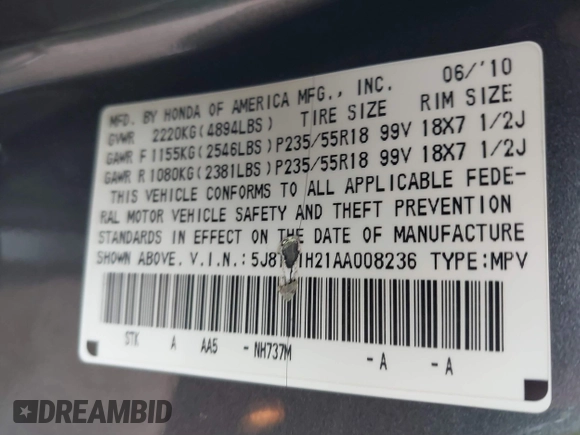 MFD. BY HONDA OF AMERICA MFG., INC. 06/'10
GVWR 2220KG(4894LBS) TIRE SIZE RIM SIZE
GAWR F 1155KG(2546LBS) P235/55R18 99V 18X7 1/2J
GAWR R 1080KG(2381LBS) P235/55R18 99V 18X7 1/2J
THIS VEHICLE CONFORMS TO ALL APPLICABLE FEDE-
RAL MOTOR VEHICLE SAFETY AND THEFT PREVENTION
STANDARDS IN EFFECT ON THE DATE OF MANUFACTURE
SHOWN ABOVE. V.I.N.: TYPE:MPV
STK A AA5 - NH737M - A - A
DREAMBID